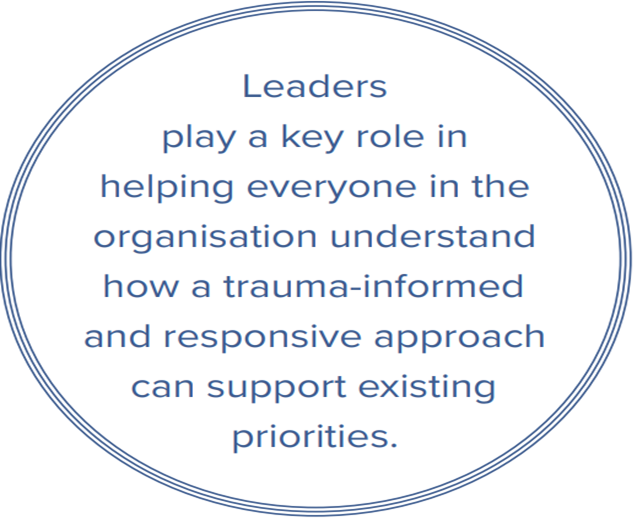 Leaders
play a key role in
helping everyone in the
organisation understand
how a trauma-informed
and responsive approach
can support existing
priorities.